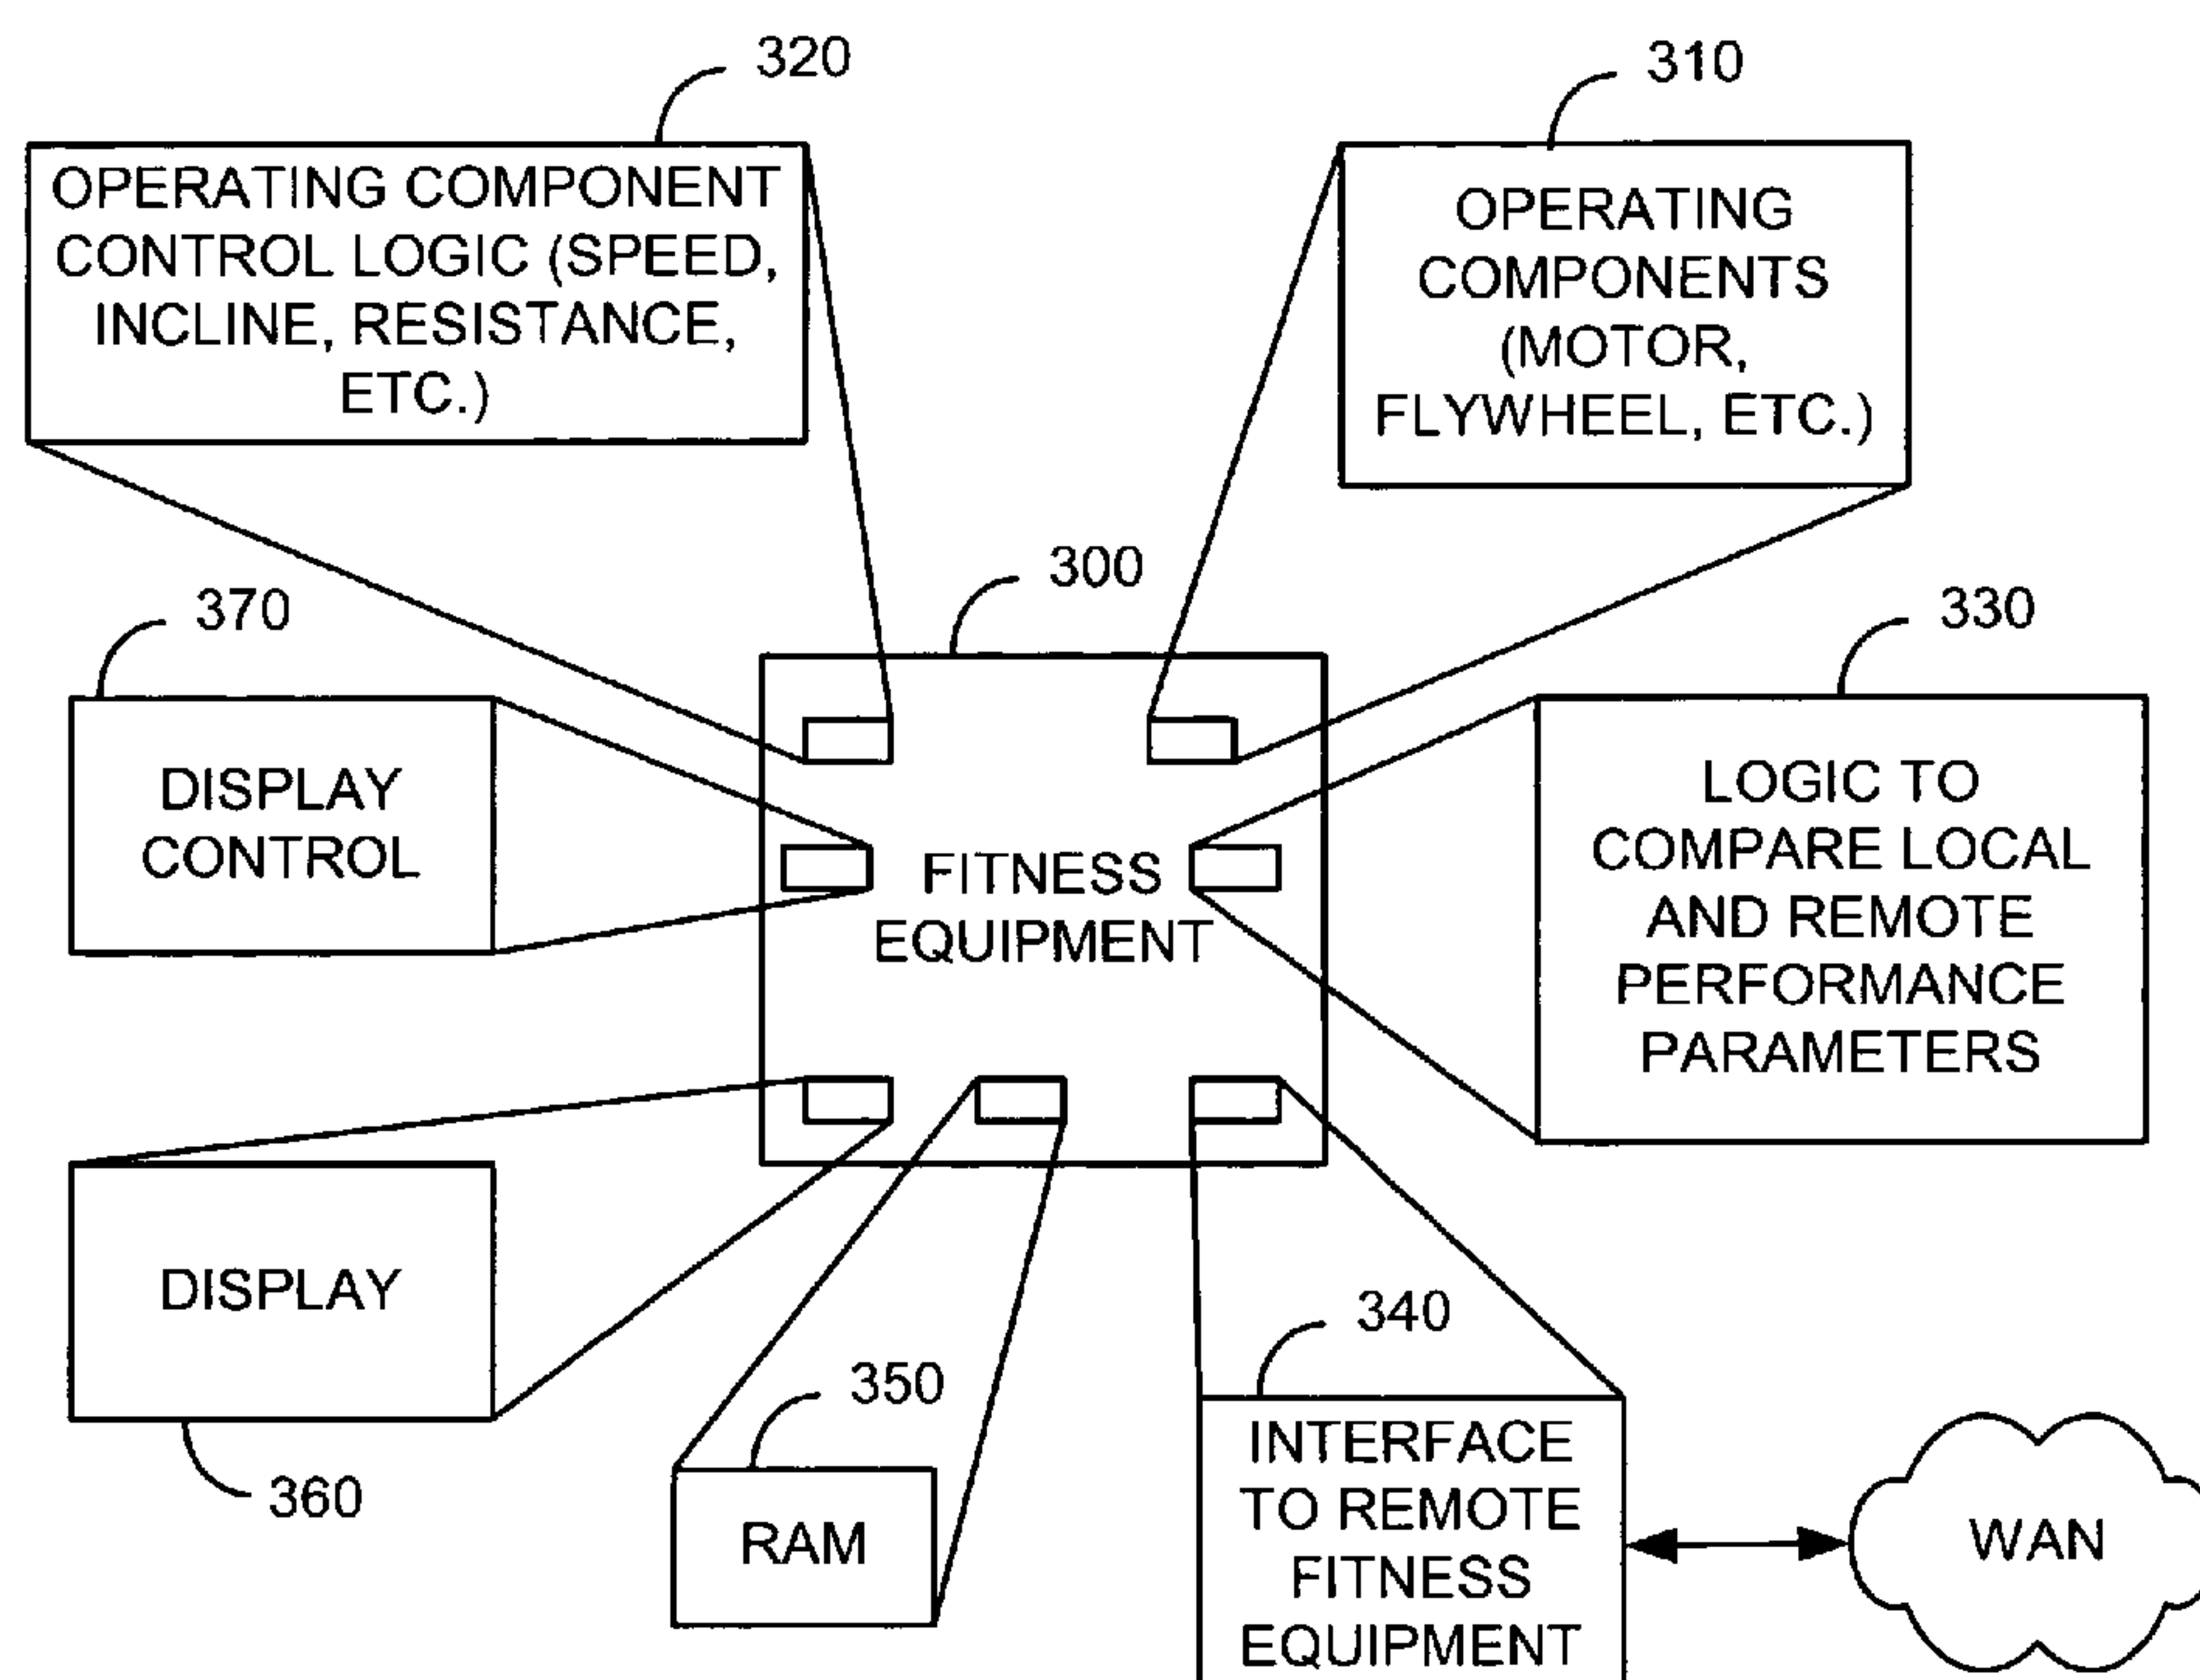 320
310
OPERATING COMPONENT
CONTROL LOGIC (SPEED,
INCLINE, RESISTANCE,
ETC.)
OPERATING
COMPONENTS
(MOTOR,
FLYWHEEL, ETC.)
300
370
330
DISPLAY
CONTROL
FITNESS
EQUIPMENT
LOGIC TO
COMPARE LOCAL
AND REMOTE
PERFORMANCE
PARAMETERS
DISPLAY
360
350
RAM
340
INTERFACE
TO REMOTE
FITNESS
EQUIPMENT
WAN